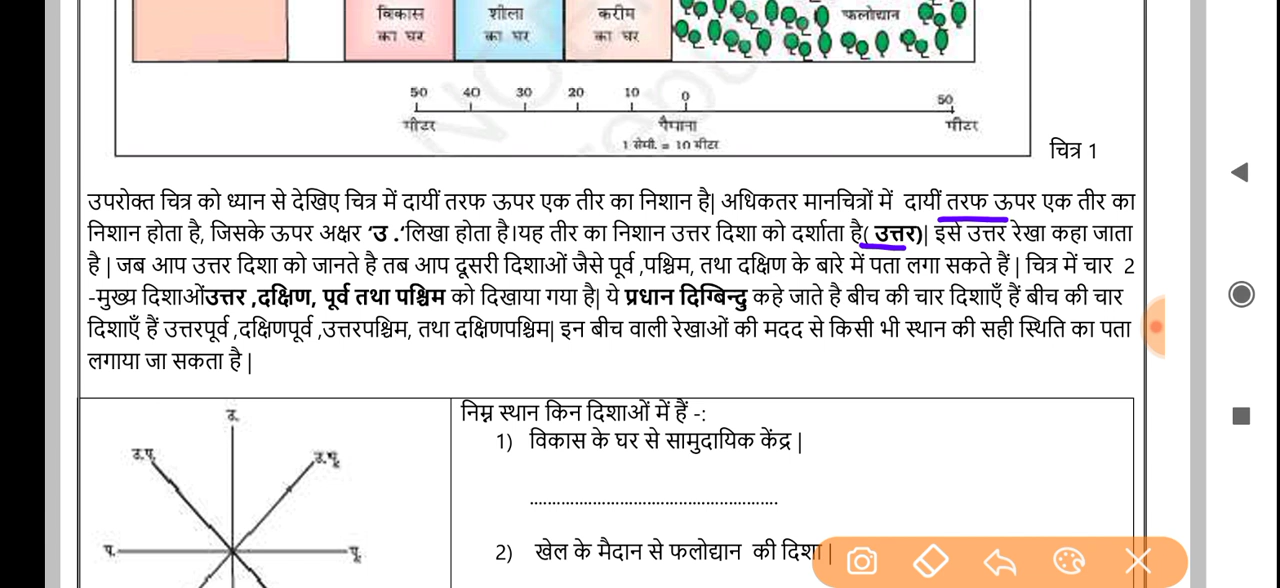 विकास शीला करीम फलोद्यान
का घर का घर का घर
50 40 30 20 10 0 50
मीटर पैमाना मीटर
1 सेमी. = 10 मीटर
चित्र 1
उपरोक्त चित्र को ध्यान से देखिए चित्र में दायीं तरफ ऊपर एक तीर का निशान है| अधिकतर मानचित्रों में दायीं तरफ ऊपर एक तीर का
निशान होता है, जिसके ऊपर अक्षर ‘उ .‘लिखा होता है।यह तीर का निशान उत्तर दिशा को दर्शाता है( उत्तर)| इसे उत्तर रेखा कहा जाता
है | जब आप उत्तर दिशा को जानते है तब आप दूसरी दिशाओं जैसे पूर्व ,पश्चिम, तथा दक्षिण के बारे में पता लगा सकते हैं | चित्र में चार 2
-मुख्य दिशाओंउत्तर ,दक्षिण, पूर्व तथा पश्चिम को दिखाया गया है| ये प्रधान दिग्बिन्दु कहे जाते है बीच की चार दिशाएँ हैं बीच की चार
दिशाएँ हैं उत्तरपूर्व ,दक्षिणपूर्व ,उत्तरपश्चिम, तथा दक्षिणपश्चिम| इन बीच वाली रेखाओं की मदद से किसी भी स्थान की सही स्थिति का पता
लगाया जा सकता है |
उ.
उ.प. उ.पू.
प. पू.
निम्न स्थान किन दिशाओं में हैं -:
1) विकास के घर से सामुदायिक केंद्र |
......................................................
2) खेल के मैदान से फलोद्यान की दिशा |